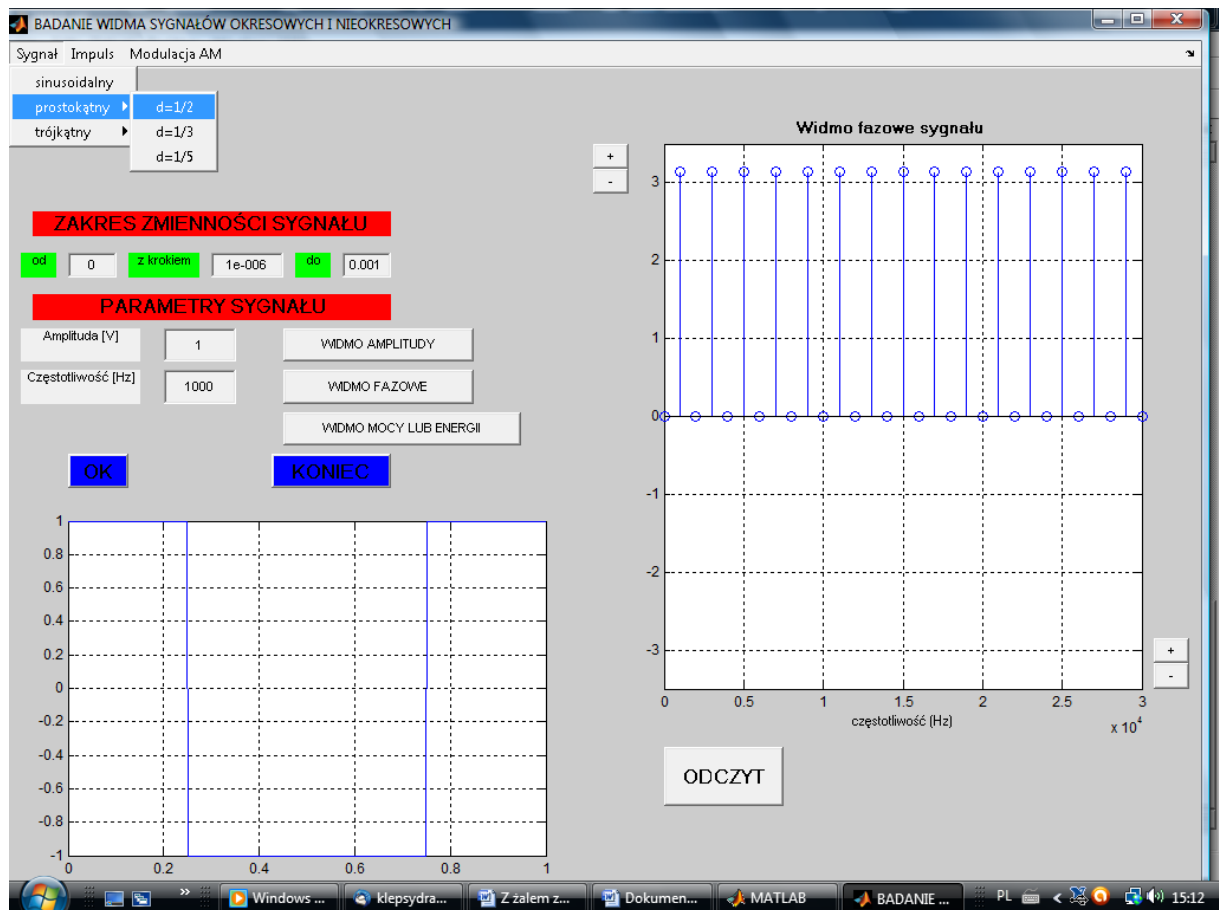 BADANIE WIDMA SYGNAŁÓW OKRESOWYCH I NIEOKRESOWYCH
Sygnał Impuls Modulacja AM
sinusoidalny
prostokątny d=1/2
trójkątny d=1/3
d=1/5
ZAKRES ZMIENNOŚCI SYGNAŁU
od 0 z krokiem 1e-006 do 0.001
PARAMETRY SYGNAŁU
Amplituda [V] 1 WIDMO AMPLITUDY
Częstotliwość [Hz] 1000 WIDMO FAZOWE
WIDMO MOCY LUB ENERGII
OK KONIEC
1
0.8
0.6
0.4
0.2
0
-0.2
-0.4
-0.6
-0.8
-1
0 0.2 0.4 0.6 0.8 1
+
-
Widmo fazowe sygnału
3
2
1
0
-1
-2
-3
0 0.5 1 1.5 2 2.5 3
częstotliwość (Hz)
x 10^4
+
-
ODCZYT
» Windows ... klepsydra... Z żalem z... Dokumen... MATLAB BADANIE ... PL < 15:12